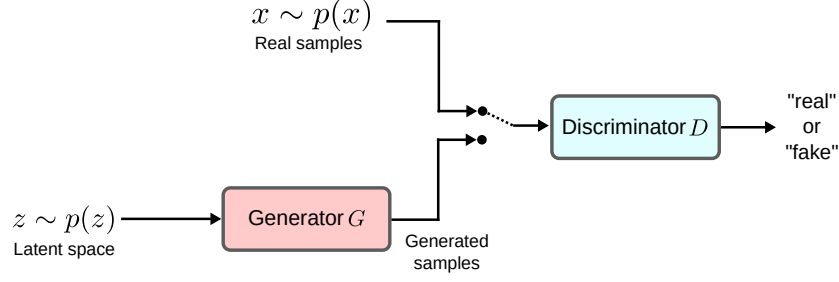 x ∼ p(x)
Real samples
"real"
or
"fake"
Discriminator D
z ∼ p(z)
Latent space
Generator G
Generated
samples